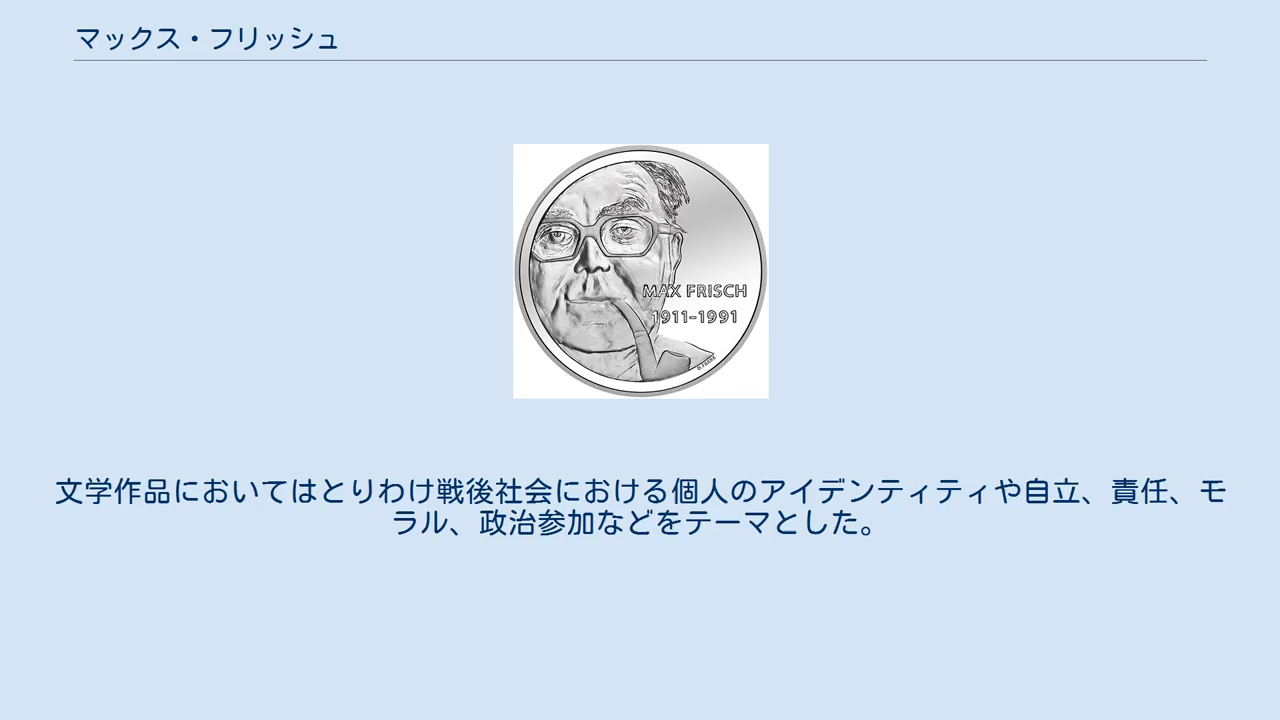 マックス・フリッシュ
MAX FRISCH
1911-1991
文学作品においてはとりわけ戦後社会における個人のアイデンティティや自立、責任、モ
ラル、政治参加などをテーマとした。